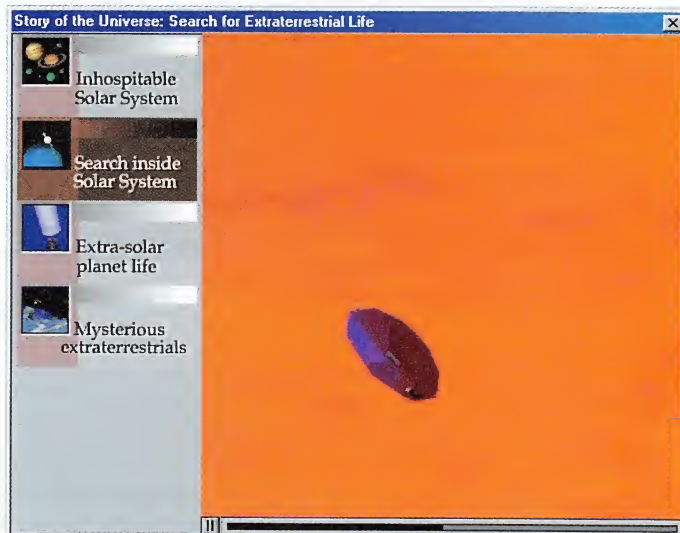 Story of the Universe: Search for Extraterrestrial Life
Inhospitable
Solar System
Search inside
Solar System
Extra-solar
planet life
Mysterious
extraterrestrials